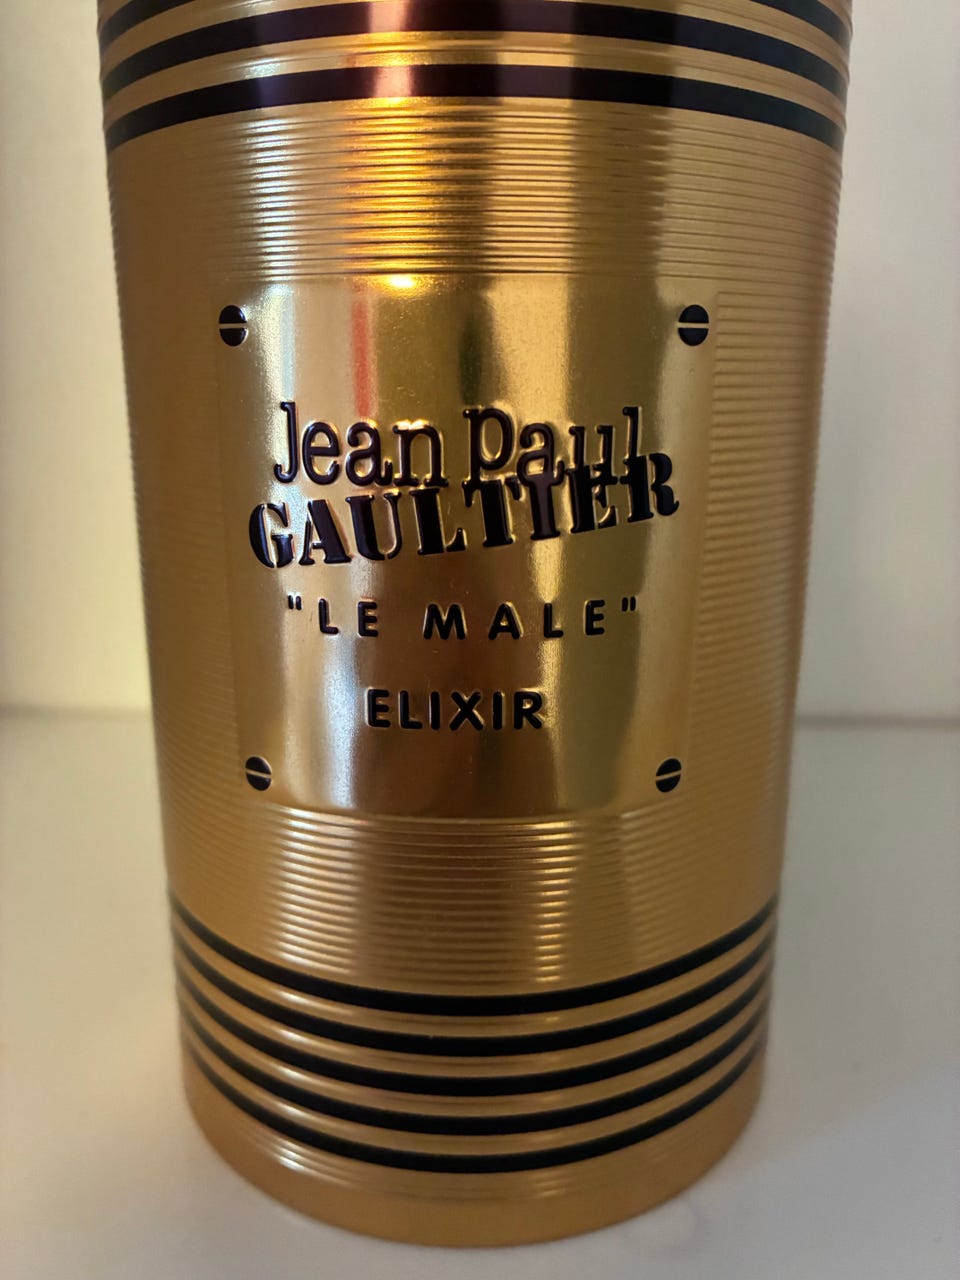 Jean Paul
GAULTIER
"LE MALE"
ELIXIR